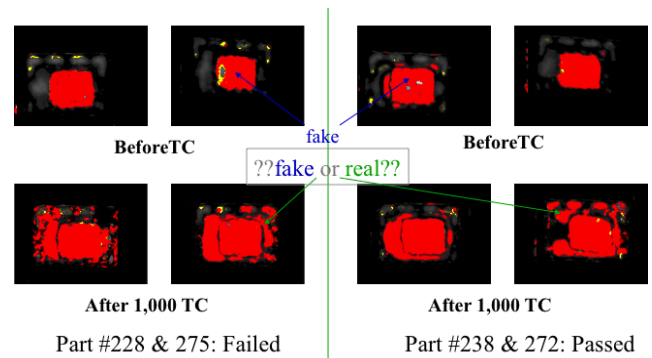 fake
BeforeTC
BeforeTC
??fake or real??
After 1,000 TC
After 1,000 TC
Part #228 & 275: Failed
Part #238 & 272: Passed